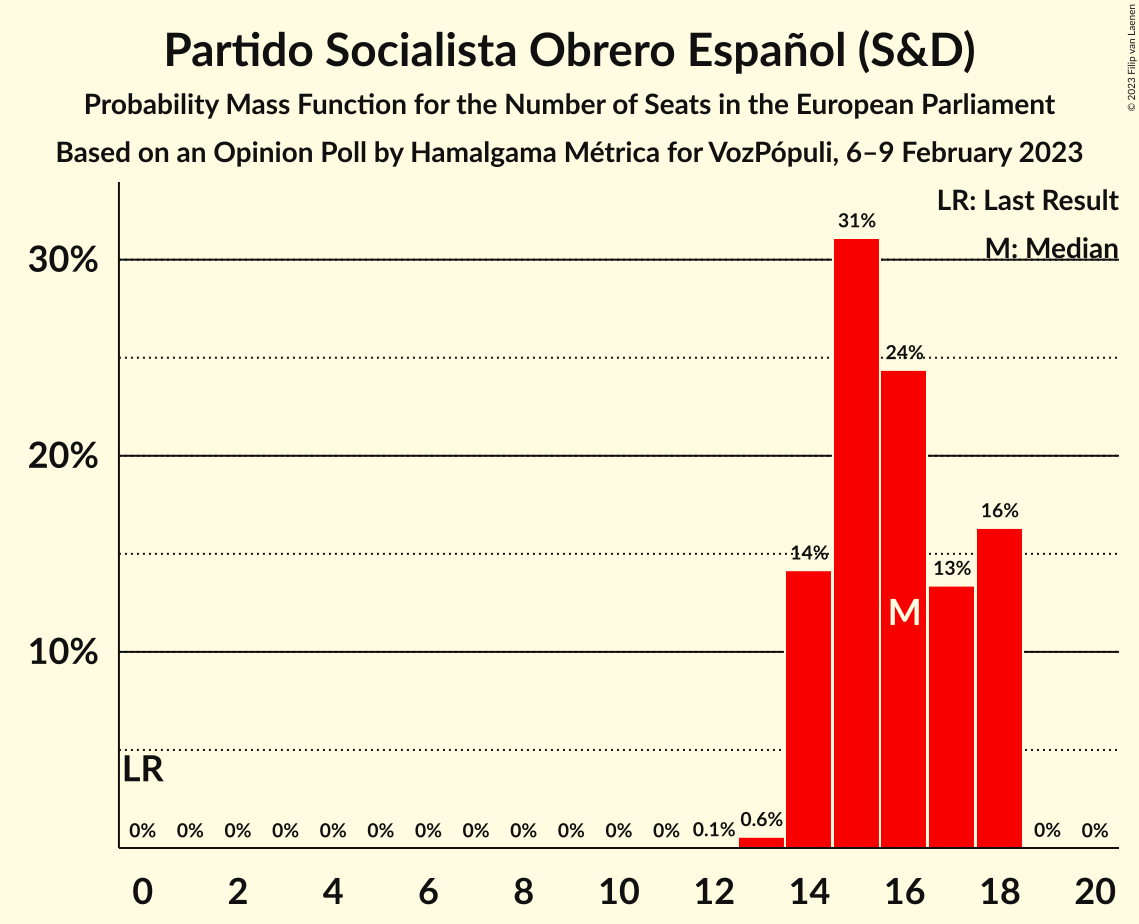 Partido Socialista Obrero Español (S&D)
Probability Mass Function for the Number of Seats in the European Parliament
Based on an Opinion Poll by Hamalgama Métrica for VozPópuli, 6–9 February 2023
© 2023 Filip van Laenen
LR: Last Result
M: Median
30%
20%
10%
31%
24%
16%
14%
13%
M
LR
0% 0% 0% 0% 0% 0% 0% 0% 0% 0% 0% 0% 0.1% 0.6% 0% 0%
0 2 4 6 8 10 12 14 16 18 20